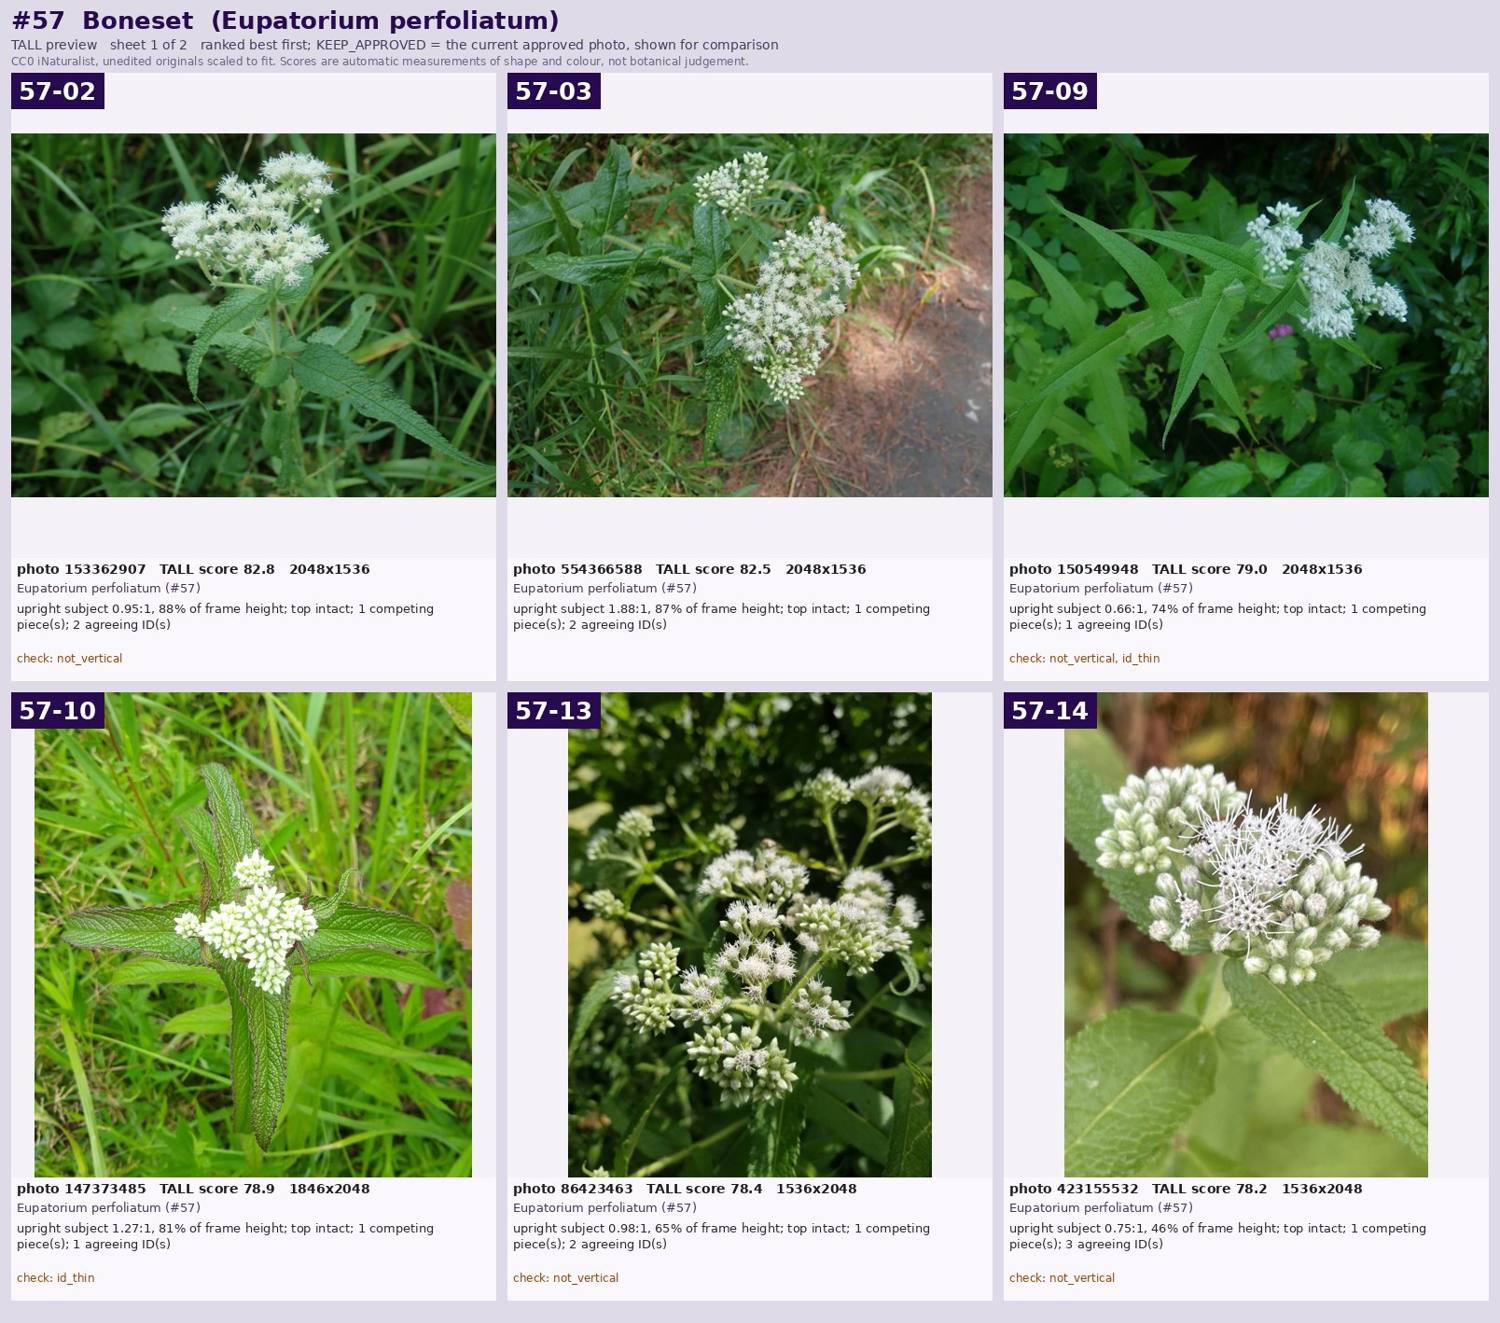 #57 Boneset (Eupatorium perfoliatum)
TALL preview sheet 1 of 2 ranked best first; KEEP_APPROVED = the current approved photo, shown for comparison
CC0 iNaturalist, unedited originals scaled to fit. Scores are automatic measurements of shape and colour, not botanical judgement.
57-02
57-03
57-09
photo 153362907 TALL score 82.8 2048x1536
Eupatorium perfoliatum (#57)
upright subject 0.95:1, 88% of frame height; top intact; 1 competing
piece(s); 2 agreeing ID(s)
check: not_vertical
photo 554366588 TALL score 82.5 2048x1536
Eupatorium perfoliatum (#57)
upright subject 1.88:1, 87% of frame height; top intact; 1 competing
piece(s); 2 agreeing ID(s)
photo 150549948 TALL score 79.0 2048x1536
Eupatorium perfoliatum (#57)
upright subject 0.66:1, 74% of frame height; top intact; 1 competing
piece(s); 1 agreeing ID(s)
check: not_vertical, id_thin
57-10
57-13
57-14
photo 147373485 TALL score 78.9 1846x2048
Eupatorium perfoliatum (#57)
upright subject 1.27:1, 81% of frame height; top intact; 1 competing
piece(s); 1 agreeing ID(s)
check: id_thin
photo 86423463 TALL score 78.4 1536x2048
Eupatorium perfoliatum (#57)
upright subject 0.98:1, 65% of frame height; top intact; 1 competing
piece(s); 2 agreeing ID(s)
check: not_vertical
photo 423155532 TALL score 78.2 1536x2048
Eupatorium perfoliatum (#57)
upright subject 0.75:1, 46% of frame height; top intact; 1 competing
piece(s); 3 agreeing ID(s)
check: not_vertical